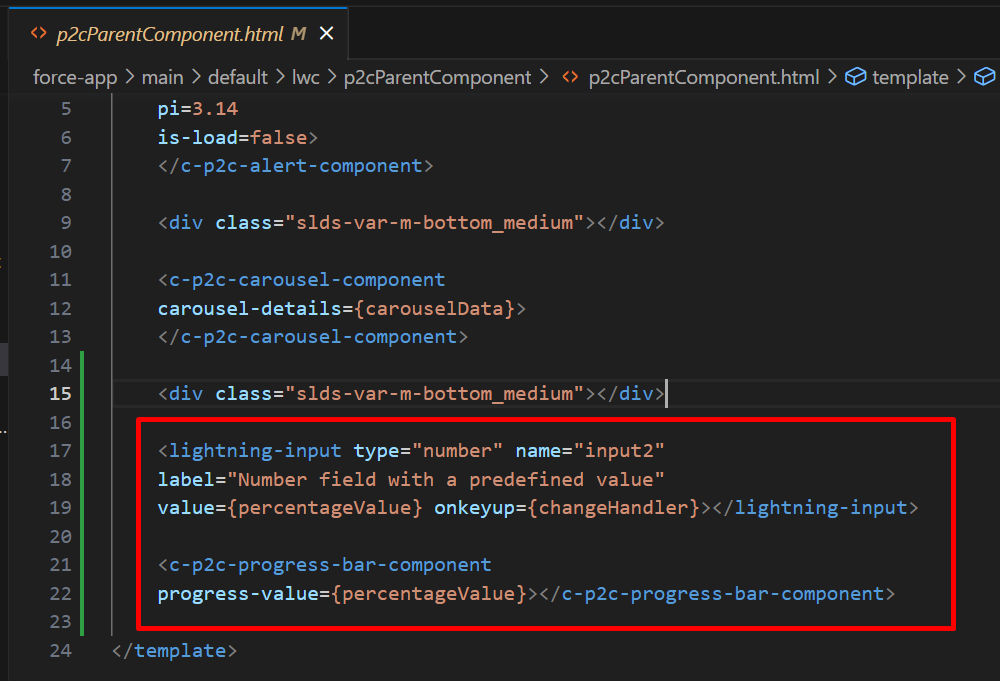 p2cParentComponent.html M
force-app > main > default > lwc > p2cParentComponent > p2cParentComponent.html > template >
5 pi=3.14
6 is-load=false>
7 </c-p2c-alert-component>
8
9 <div class="slds-var-m-bottom_medium"></div>
10
11 <c-p2c-carousel-component
12 carousel-details={carouselData}>
13 </c-p2c-carousel-component>
14
15 <div class="slds-var-m-bottom_medium"></div>
16
17 <lightning-input type="number" name="input2"
18 label="Number field with a predefined value"
19 value={percentageValue} onkeyup={changeHandler}></lightning-input>
20
21 <c-p2c-progress-bar-component
22 progress-value={percentageValue}></c-p2c-progress-bar-component>
23
24 </template>